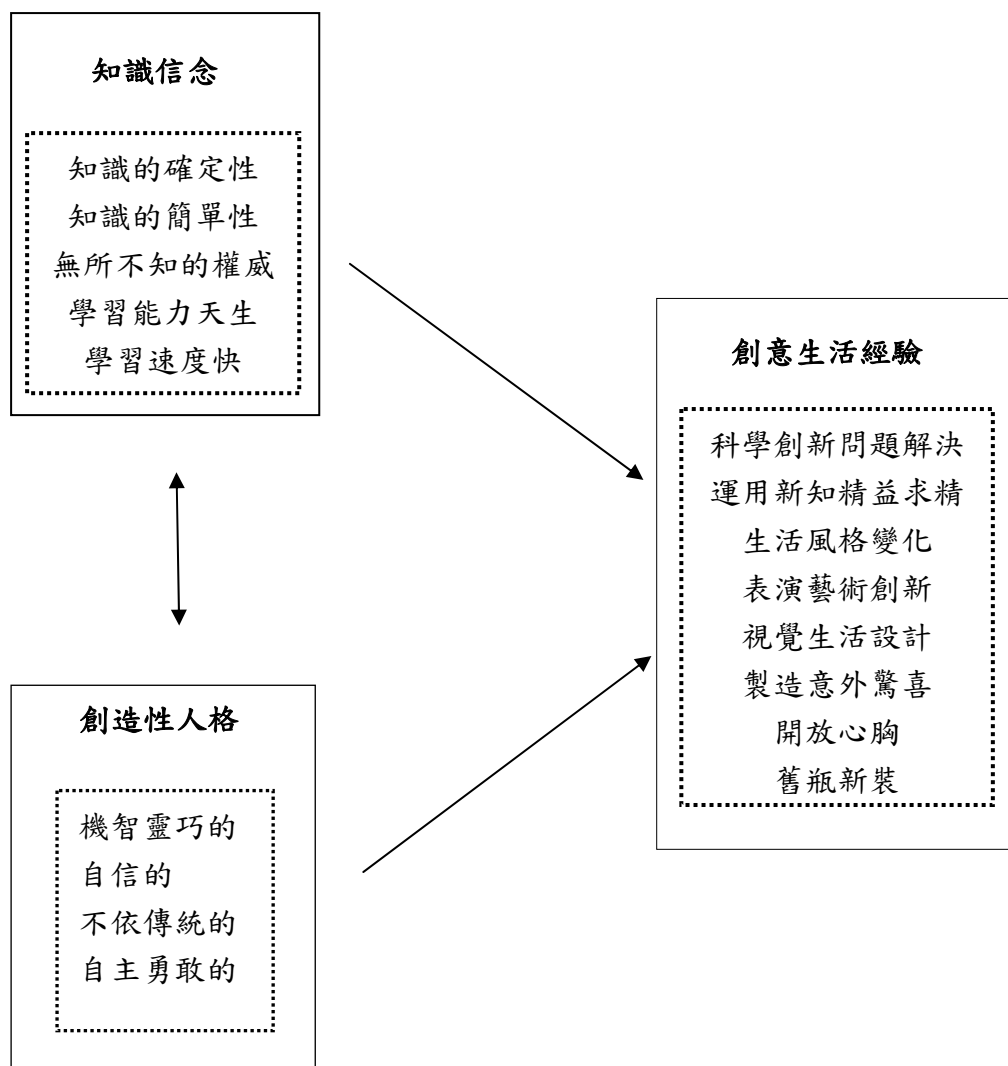 知識信念
知識的確定性
知識的簡單性
無所不知的權威
學習能力天生
學習速度快
創意生活經驗
科學創新問題解決
運用新知精益求精
生活風格變化
表演藝術創新
視覺生活設計
製造意外驚喜
開放心胸
舊瓶新裝
創造性人格
機智靈巧的
自信的
不依傳統的
自主勇敢的